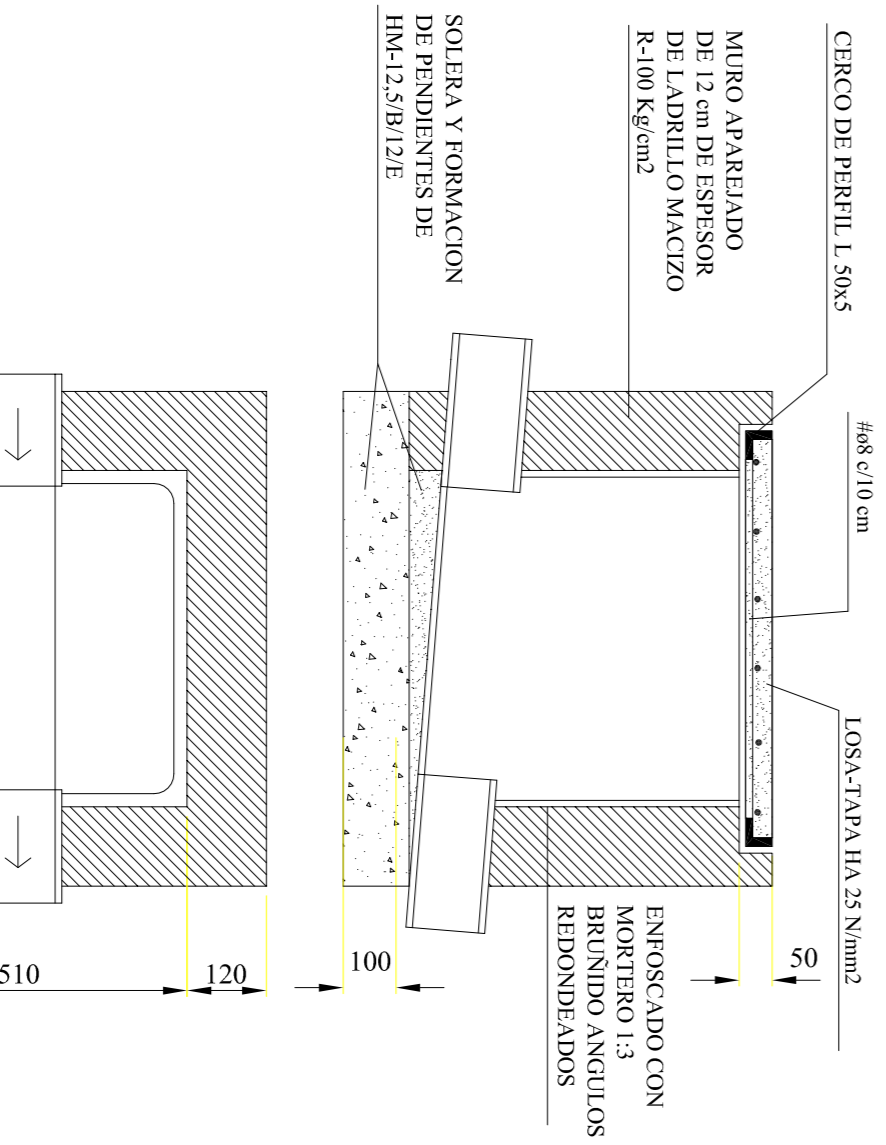 CERCO DE PERFIL L 50x5
MURO APAREJADO
DE 12 cm DE ESPESOR
DE LADRILLO MACIZO
R-100 Kg/cm2
SOLERA Y FORMACION
DE PENDIENTES DE
HM-12,5/B/12/E
#ø8 c/10 cm
LOSA-TAPA HA 25 N/mm2
50
ENFOSCADO CON
MORTERO 1:3
BRUÑIDO ANGULOS
REDONDEADOS
100
120
510